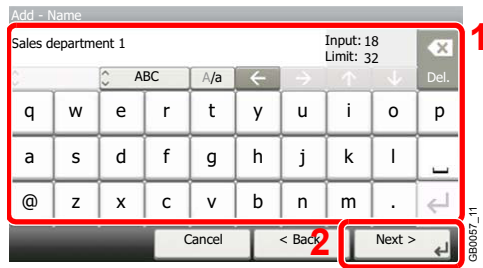 Add - Name
Sales department 1
Input: 18
Limit: 32
1
ABC
A/a
Del.
q w e r t y u i o p
a s d f g h j k l
@ z x c v b n m .
Cancel
< Back
2
Next >
GB0057_11